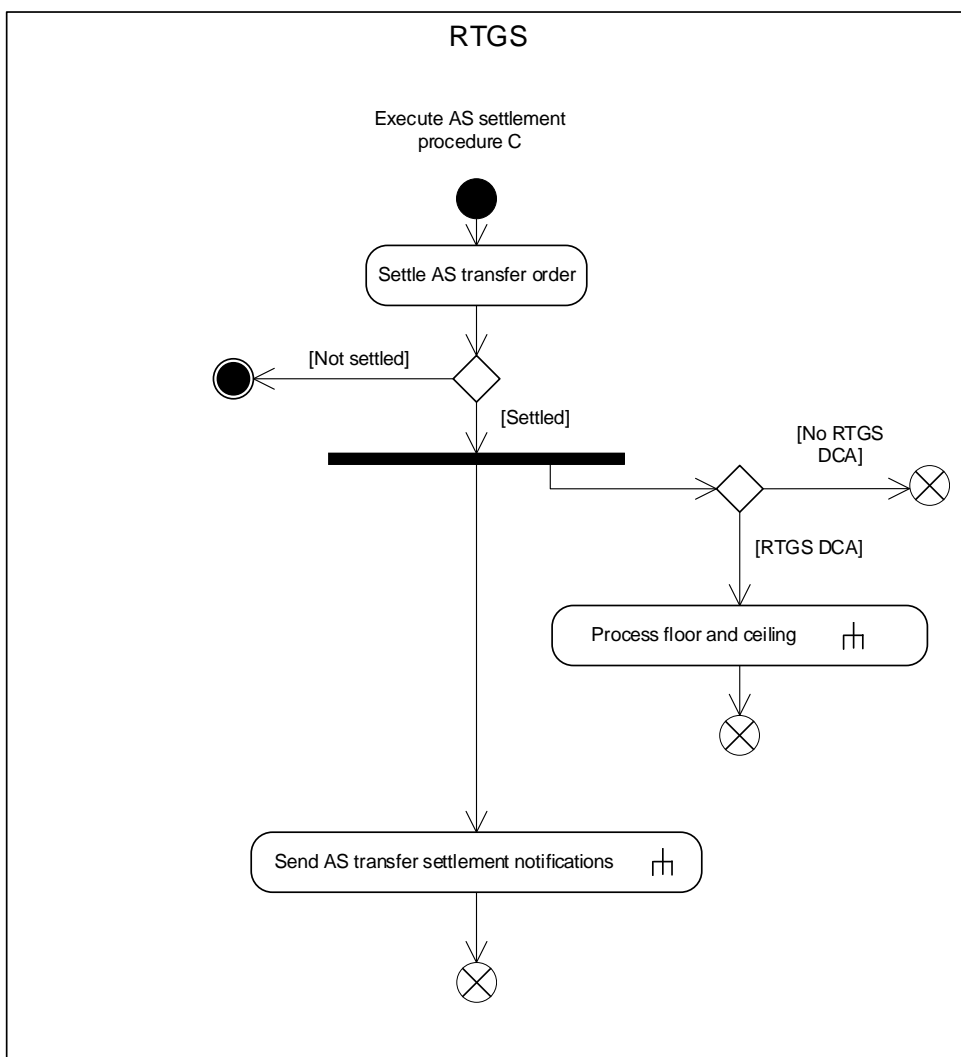 RTGS
Execute AS settlement
procedure C
Settle AS transfer order
[Not settled]
[Settled]
[No RTGS
DCA]
[RTGS DCA]
Process floor and ceiling
Send AS transfer settlement notifications